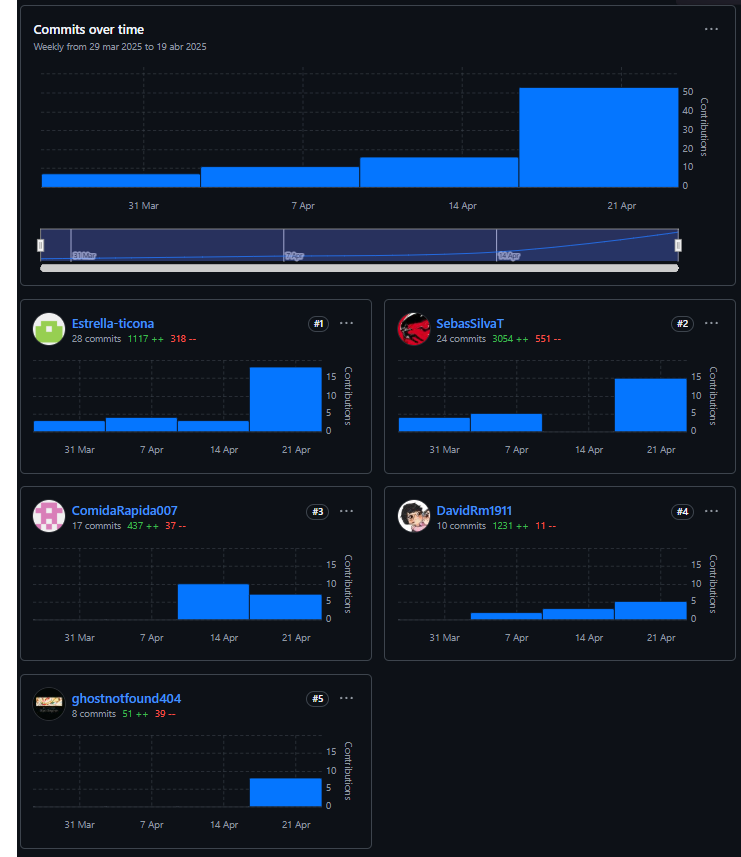 Commits over time
Weekly from 29 mar 2025 to 19 abr 2025
50
40
30
20
10
0
Contributions
31 Mar 7 Apr 14 Apr 21 Apr
31 Mar 7 Apr 14 Apr
Estrella-ticona #1
28 commits 1117 ++ 318 --
15
10
5
0
Contributions
31 Mar 7 Apr 14 Apr 21 Apr
SebasSilvaT #2
24 commits 3054 ++ 551 --
15
10
5
0
Contributions
31 Mar 7 Apr 14 Apr 21 Apr
ComidaRapida007 #3
17 commits 437 ++ 37 --
15
10
5
0
Contributions
31 Mar 7 Apr 14 Apr 21 Apr
DavidRm1911 #4
10 commits 1231 ++ 11 --
15
10
5
0
Contributions
31 Mar 7 Apr 14 Apr 21 Apr
ghostnotfound404 #5
8 commits 51 ++ 39 --
15
10
5
0
Contributions
31 Mar 7 Apr 14 Apr 21 Apr